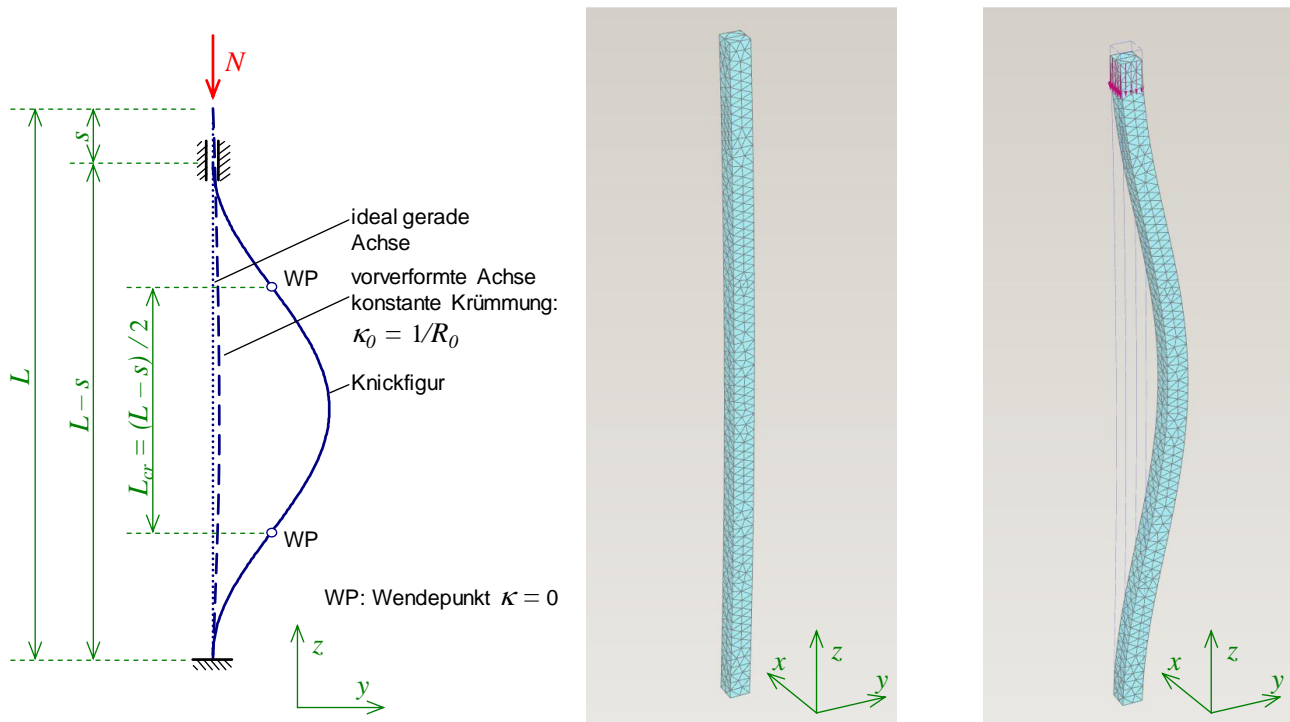 N
s
L
L – s
L_cr = (L – s) / 2
ideal gerade
Achse
WP
vorverformte Achse
konstante Krümmung:
κ_0 = 1/R_0
Knickfigur
WP
WP: Wendepunkt κ = 0
z
y
x
z
y
x
z
y